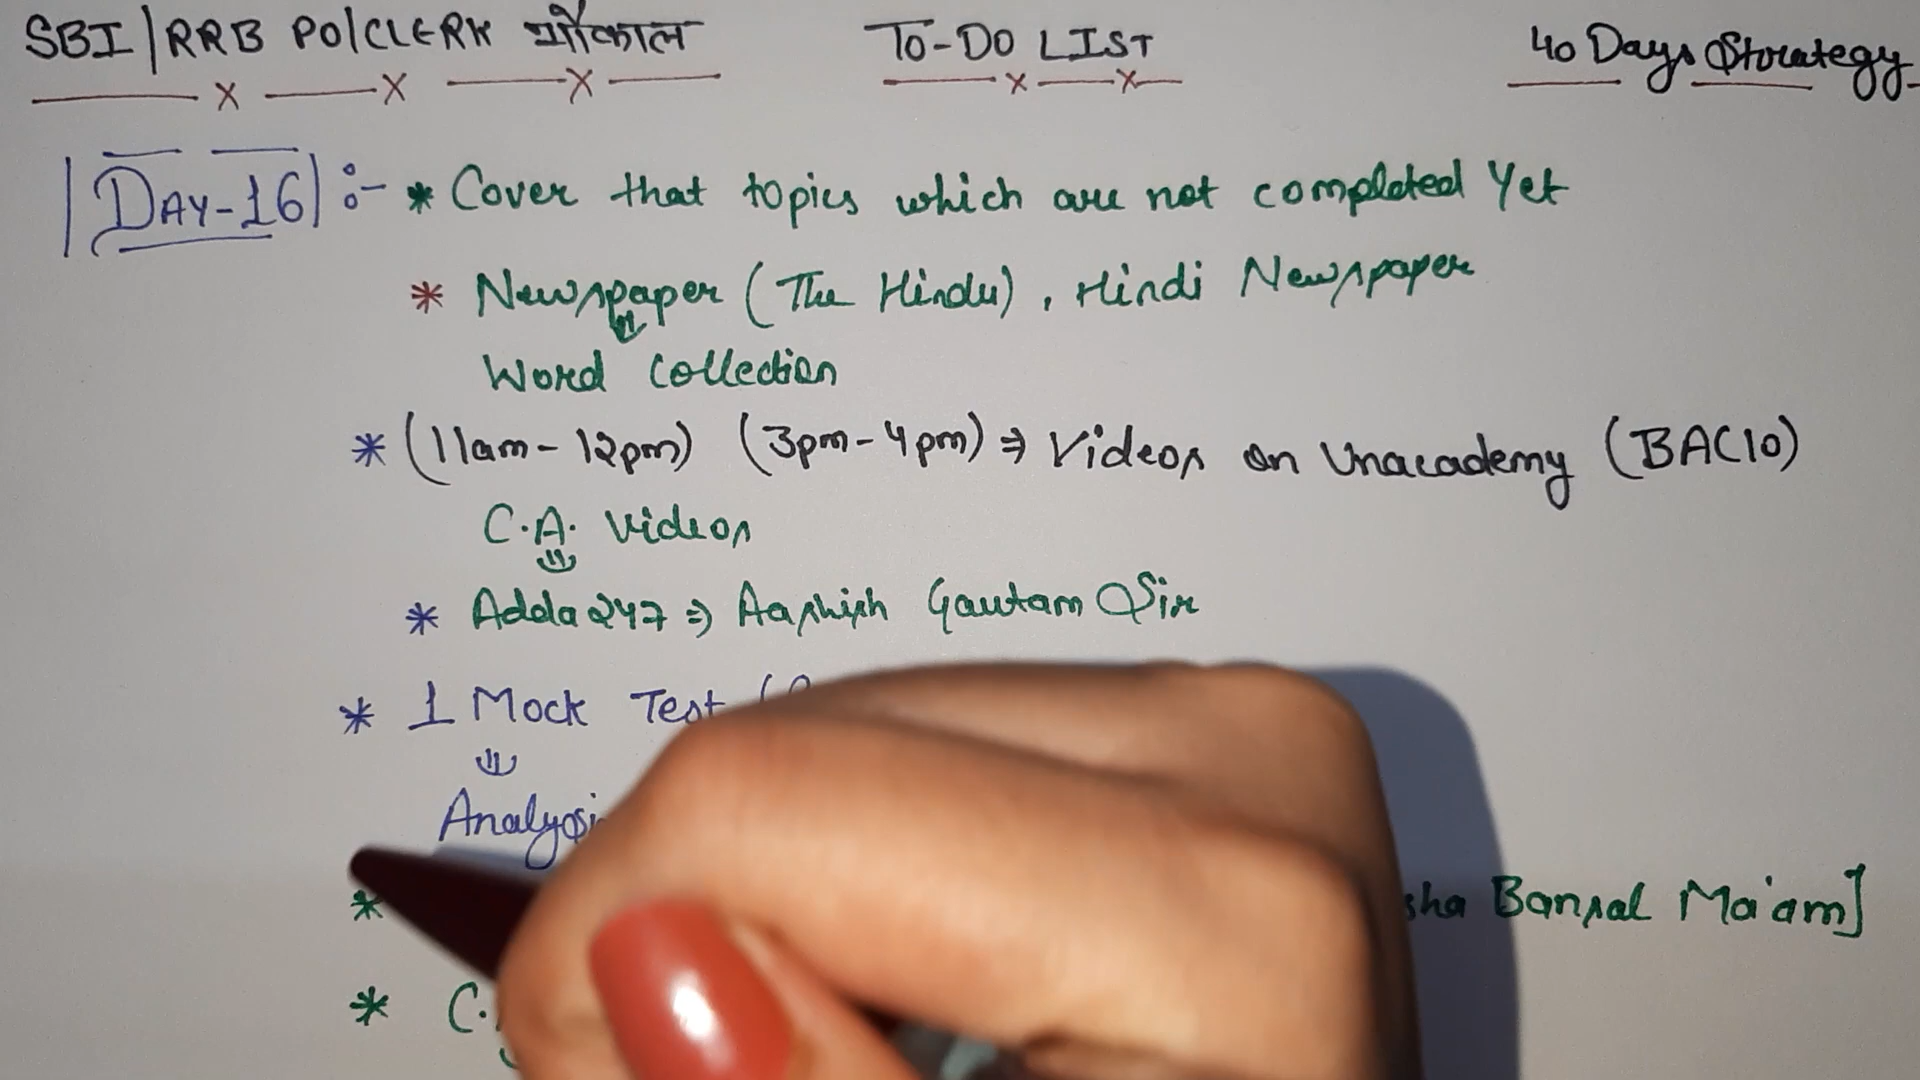 SBI/RRB PO/CLERK भौकाल TO-DO LIST 40 Days Strategy
DAY-16 :- * Cover that topics which are not completed Yet
* Newspaper (The Hindu), Hindi Newspaper
Word Collection
* (11am-12pm) (3pm-4pm) ⇒ Videos on Unacademy (BAC10)
C.A. Videos
* Adda247 ⇒ Aashish Gautam Sir
* 1 Mock Test
Analysi
* sha Bansal Ma'am]
* C.